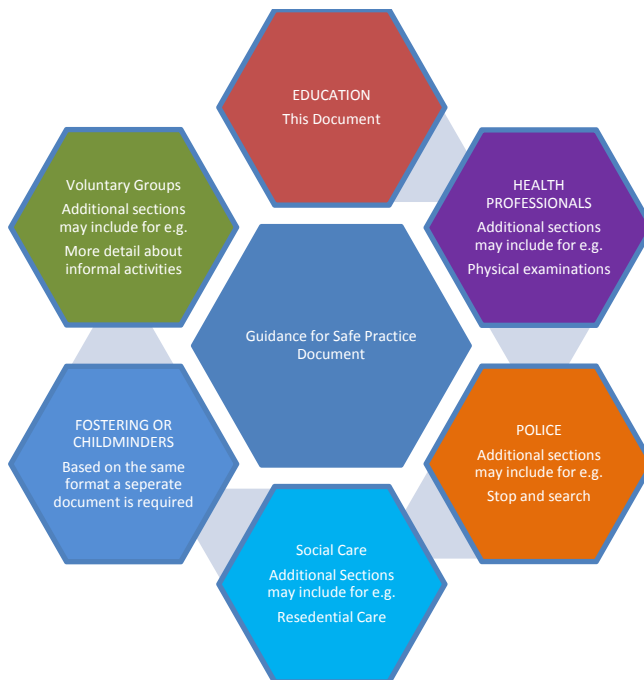 EDUCATION
This Document
HEALTH
PROFESSIONALS
Additional sections
may include for e.g.
Physical examinations
POLICE
Additional sections
may include for e.g.
Stop and search
Social Care
Additional Sections
may include for e.g.
Resedential Care
FOSTERING OR
CHILDMINDERS
Based on the same
format a seperate
document is required
Voluntary Groups
Additional sections
may include for e.g.
More detail about
informal activities
Guidance for Safe Practice
Document